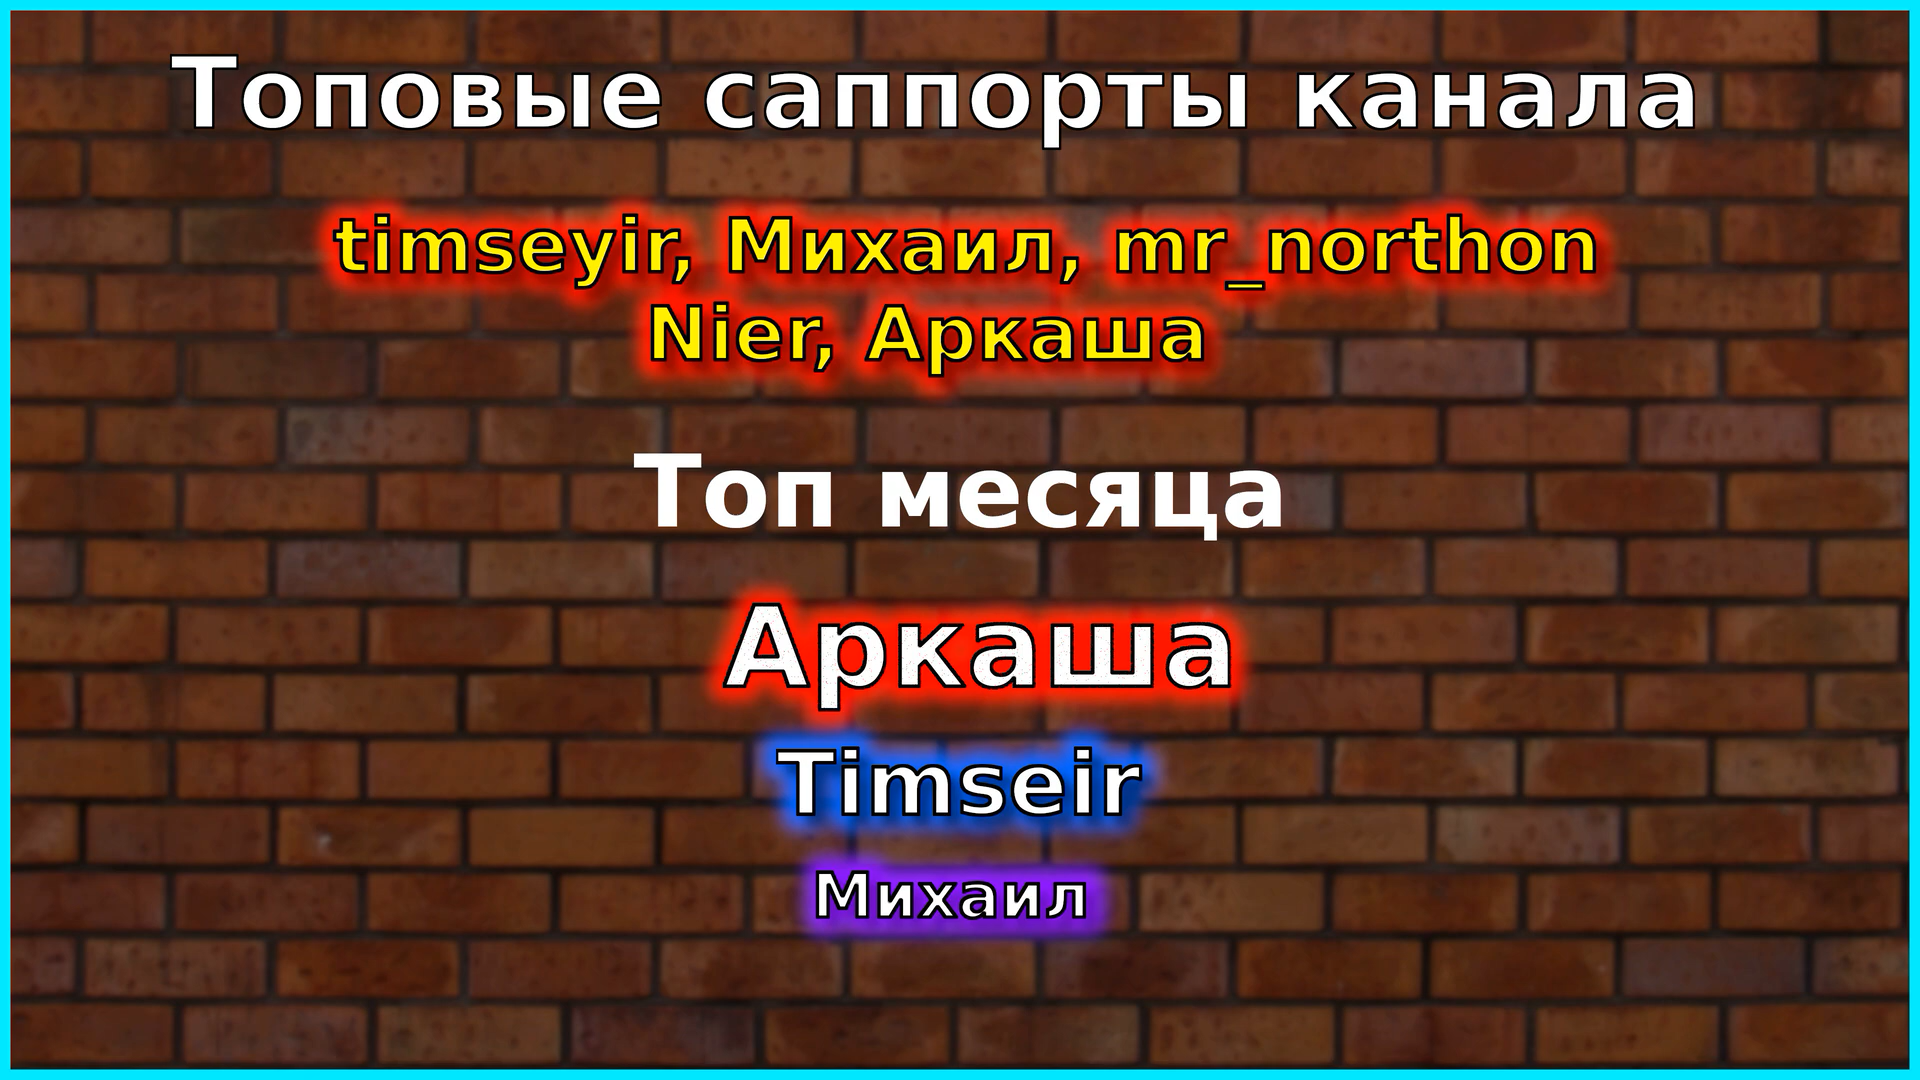 Топовые саппорты канала
timseyir, Михаил, mr_northon
Nier, Аркаша
Топ месяца
Аркаша
Timseir
Михаил